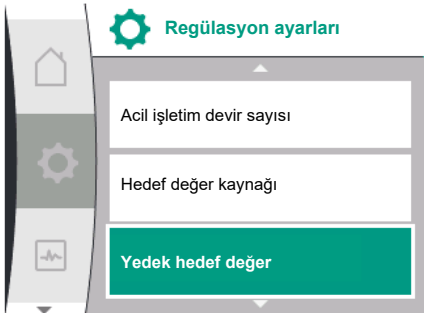 Regülasyon ayarları
Acil işletim devir sayısı
Hedef değer kaynağı
Yedek hedef değer